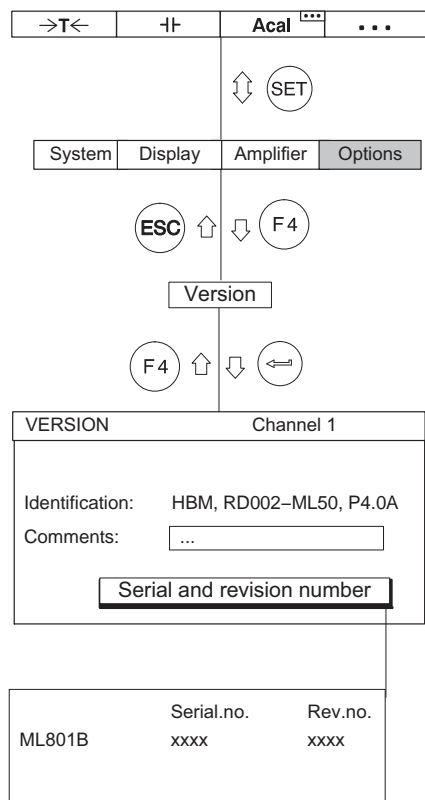 →T← ⊣⊢ Acal ... ...
SET
System Display Amplifier Options
ESC F4
Version
F4
VERSION Channel 1
Identification: HBM, RD002−ML50, P4.0A
Comments: ...
Serial and revision number
Serial.no. Rev.no.
ML801B xxxx xxxx